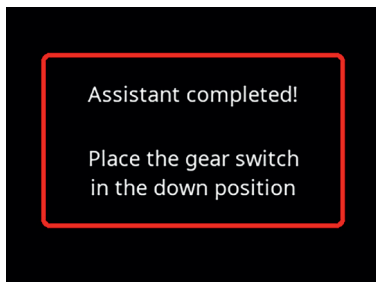 Assistant completed!
Place the gear switch
in the down position